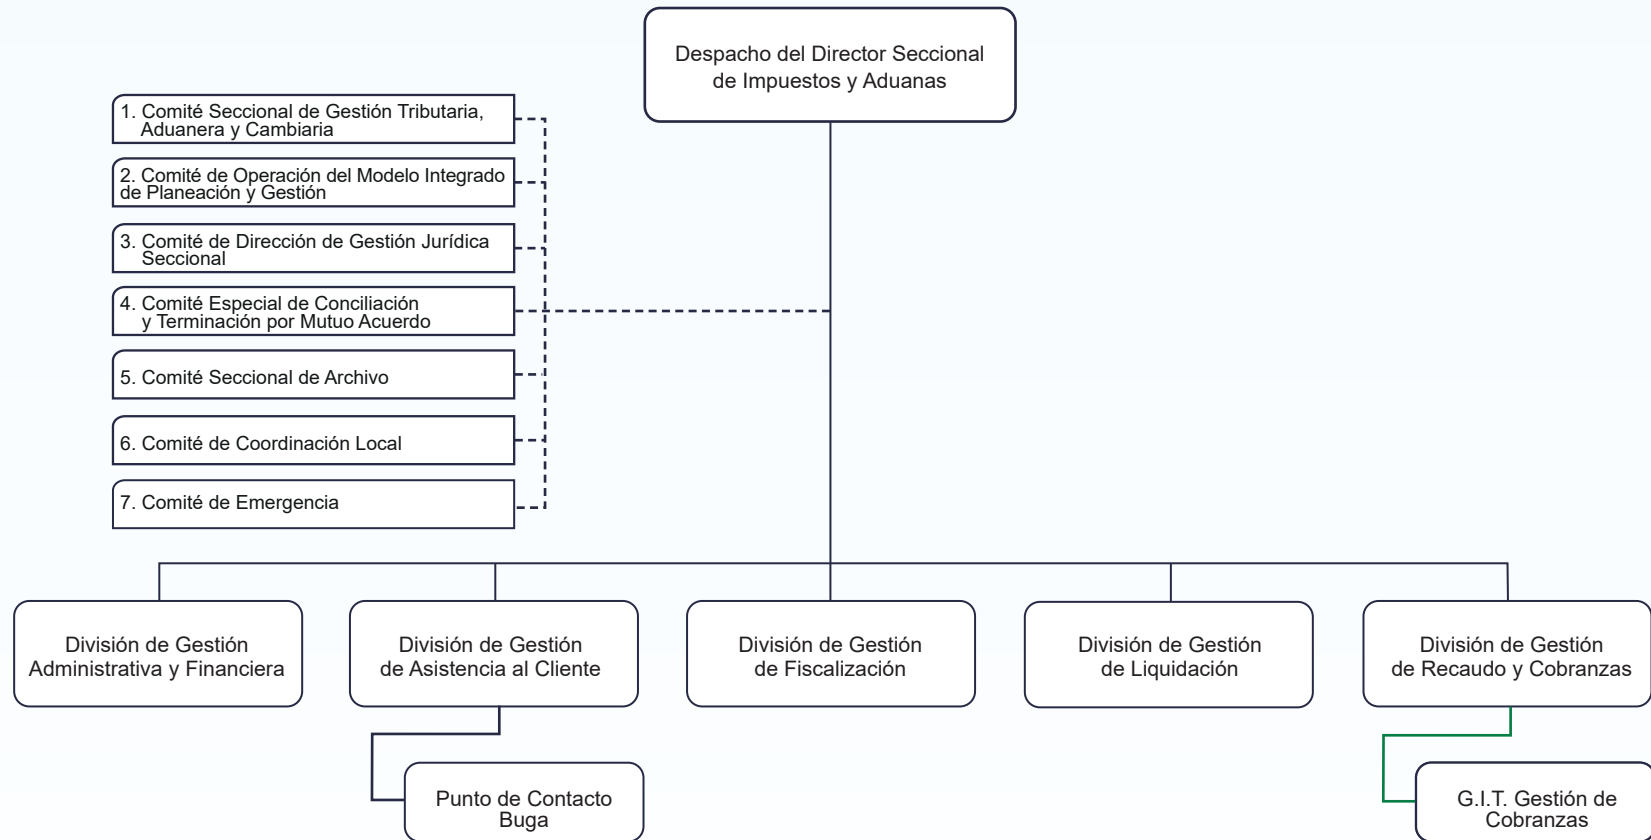 Despacho del Director Seccional
de Impuestos y Aduanas
1. Comité Seccional de Gestión Tributaria,
Aduanera y Cambiaria
2. Comité de Operación del Modelo Integrado
de Planeación y Gestión
3. Comité de Dirección de Gestión Jurídica
Seccional
4. Comité Especial de Conciliación
y Terminación por Mutuo Acuerdo
5. Comité Seccional de Archivo
6. Comité de Coordinación Local
7. Comité de Emergencia
División de Gestión
Administrativa y Financiera
División de Gestión
de Asistencia al Cliente
División de Gestión
de Fiscalización
División de Gestión
de Liquidación
División de Gestión
de Recaudo y Cobranzas
Punto de Contacto
Buga
G.I.T. Gestión de
Cobranzas